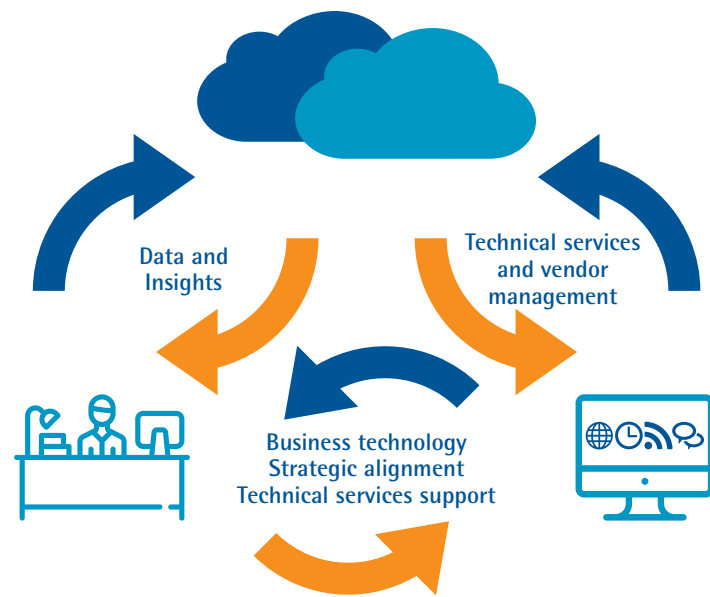 Data and
Insights
Technical services
and vendor
management
Business technology
Strategic alignment
Technical services support